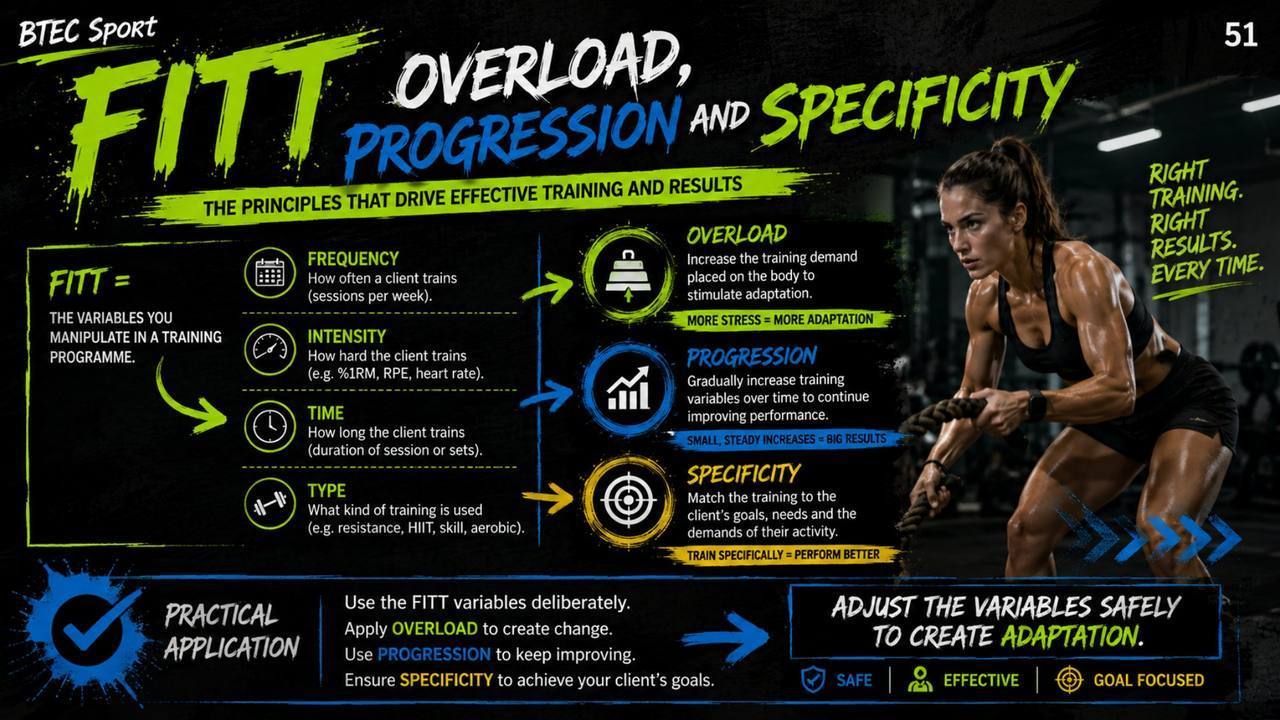 BTEC Sport
51
FITT OVERLOAD,
PROGRESSION AND SPECIFICITY
THE PRINCIPLES THAT DRIVE EFFECTIVE TRAINING AND RESULTS
RIGHT
TRAINING.
RIGHT
RESULTS.
EVERY TIME.
FITT =
THE VARIABLES YOU
MANIPULATE IN A TRAINING
PROGRAMME.
FREQUENCY
How often a client trains
(sessions per week).
INTENSITY
How hard the client trains
(e.g. %1RM, RPE, heart rate).
TIME
How long the client trains
(duration of session or sets).
TYPE
What kind of training is used
(e.g. resistance, HIIT, skill, aerobic).
OVERLOAD
Increase the training demand
placed on the body to
stimulate adaptation.
MORE STRESS = MORE ADAPTATION
PROGRESSION
Gradually increase training
variables over time to continue
improving performance.
SMALL, STEADY INCREASES = BIG RESULTS
SPECIFICITY
Match the training to the
client's goals, needs and the
demands of their activity.
TRAIN SPECIFICALLY = PERFORM BETTER
PRACTICAL
APPLICATION
Use the FITT variables deliberately.
Apply OVERLOAD to create change.
Use PROGRESSION to keep improving.
Ensure SPECIFICITY to achieve your client's goals.
ADJUST THE VARIABLES SAFELY
TO CREATE ADAPTATION.
SAFE
EFFECTIVE
GOAL FOCUSED